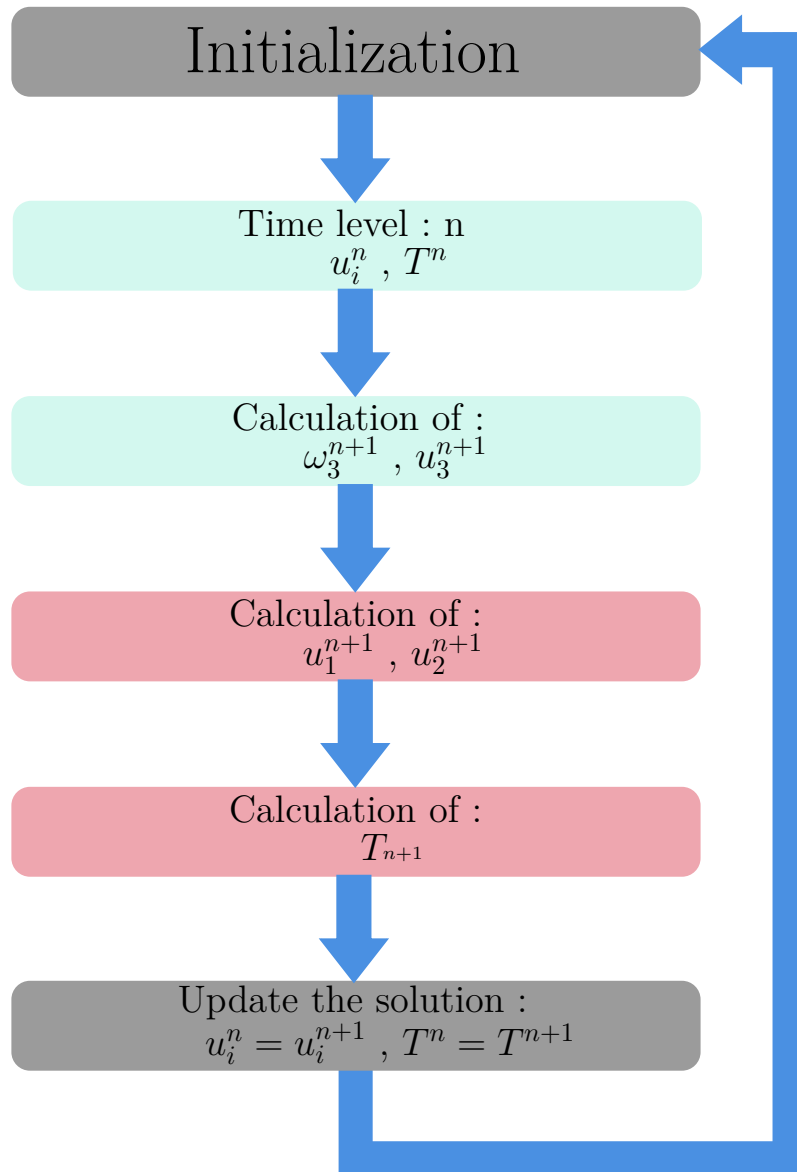 Initialization
Time level : n
$u_i^n$ , $T^n$
Calculation of :
$\omega_3^{n+1}$ , $u_3^{n+1}$
Calculation of :
$u_1^{n+1}$ , $u_2^{n+1}$
Calculation of :
$T_{n+1}$
Update the solution :
$u_i^n = u_i^{n+1}$ , $T^n = T^{n+1}$